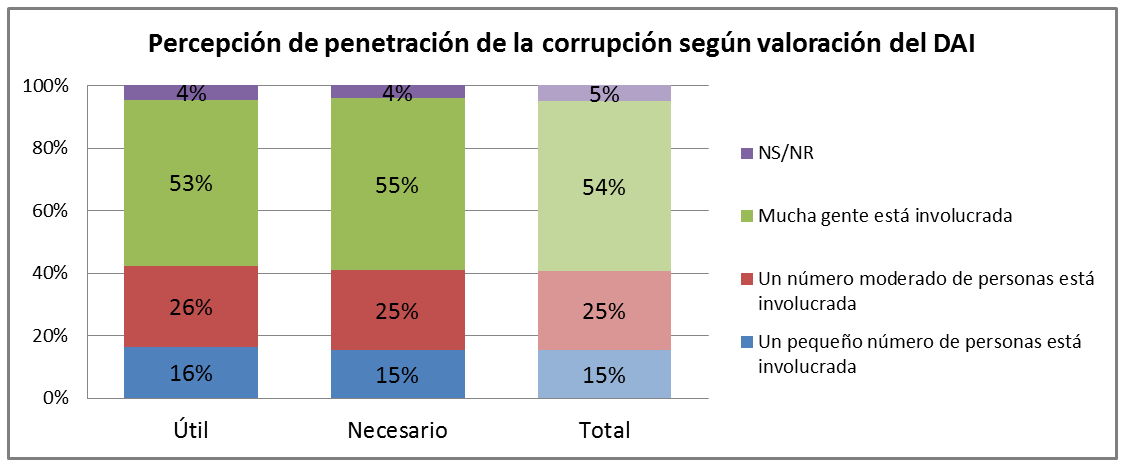 Percepción de penetración de la corrupción según valoración del DAI
100%
80%
60%
40%
20%
0%
4%
53%
26%
16%
4%
55%
25%
15%
5%
54%
25%
15%
Útil
Necesario
Total
NS/NR
Mucha gente está involucrada
Un número moderado de personas está
involucrada
Un pequeño número de personas está
involucrada